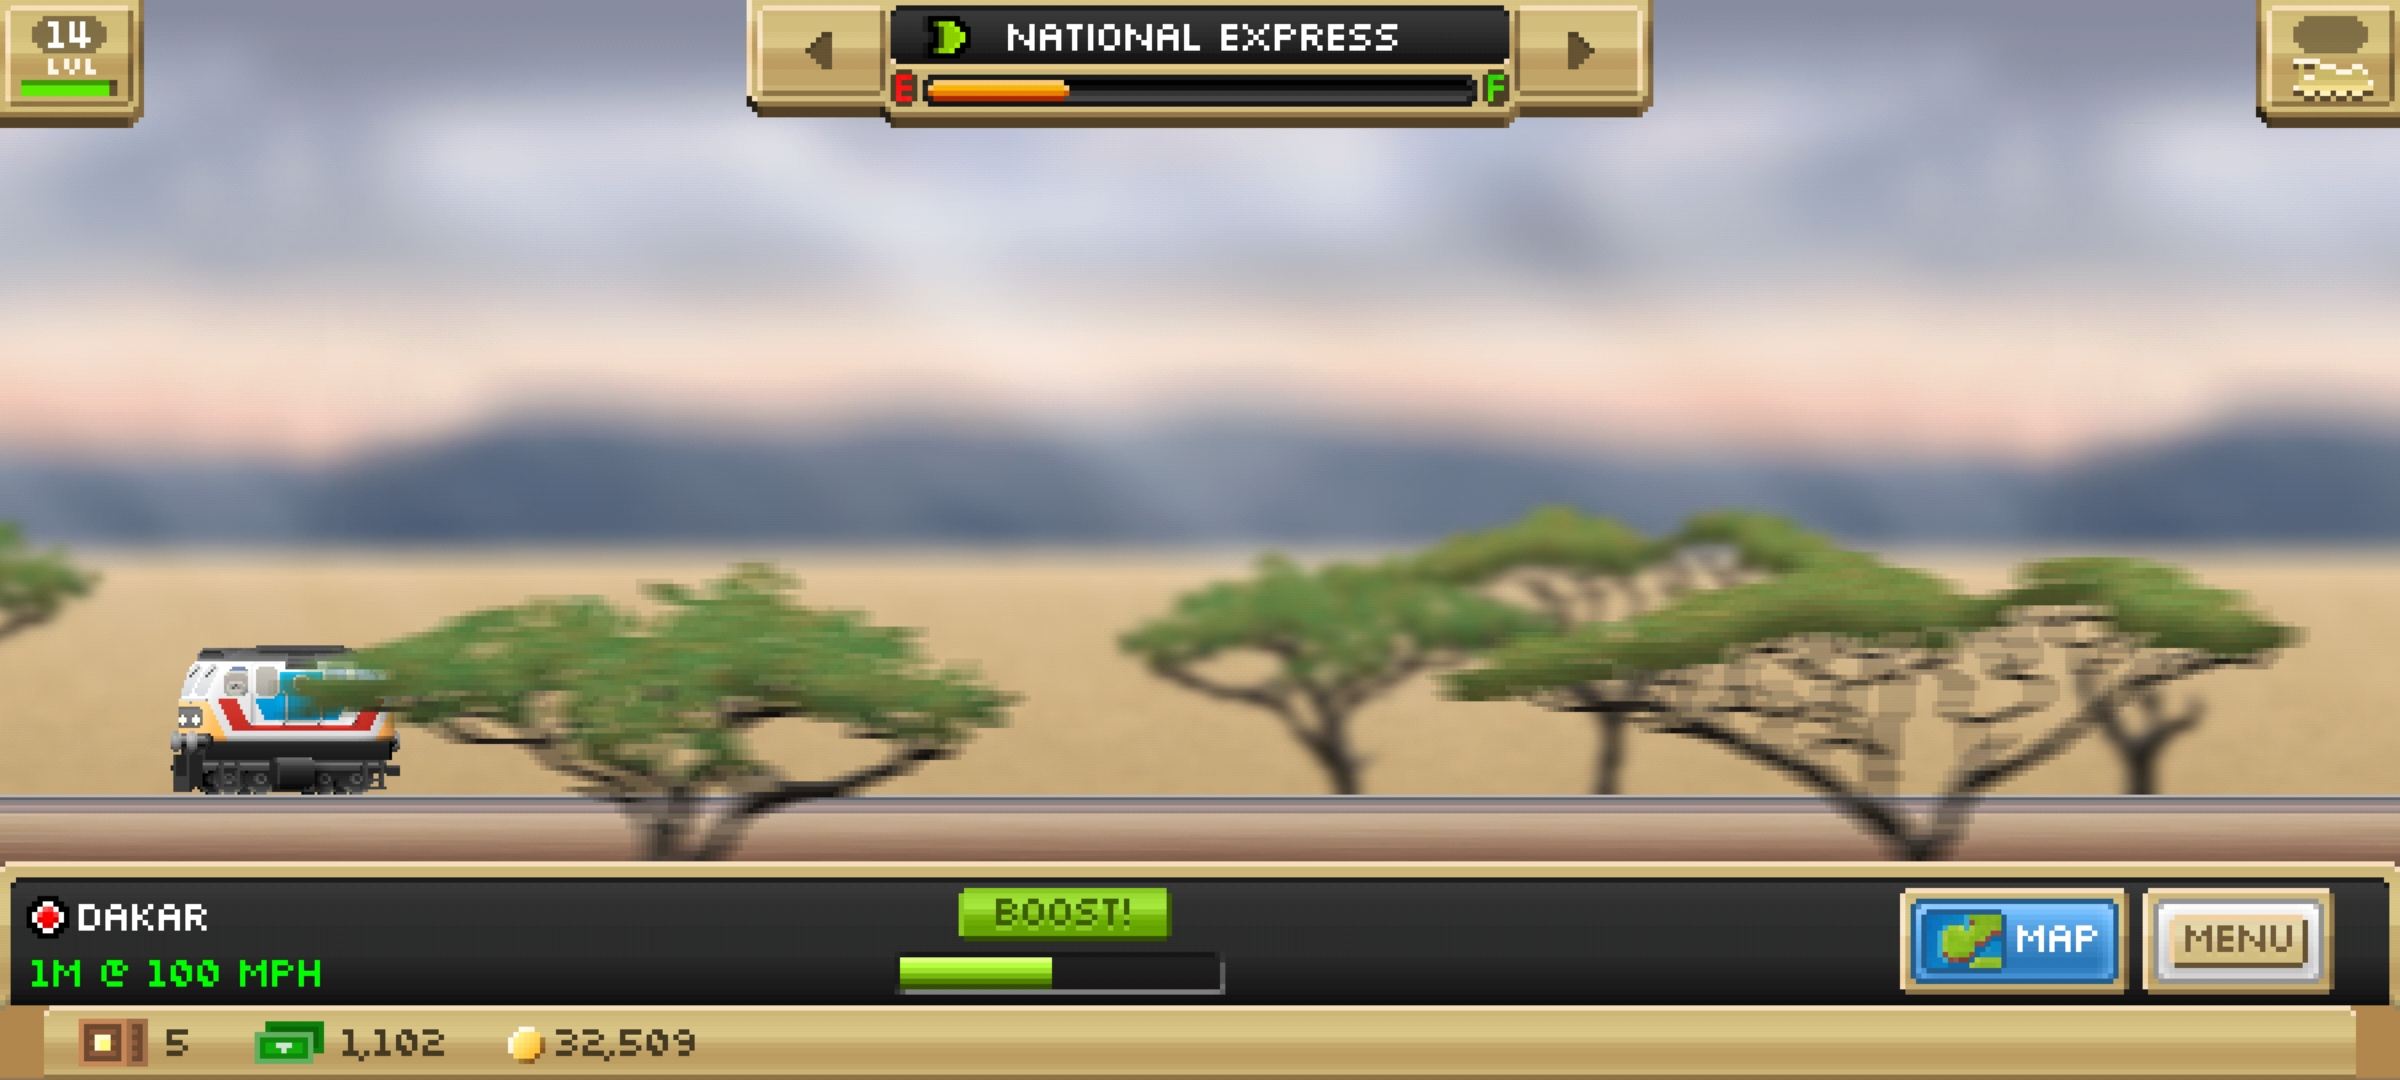 14
LVL
NATIONAL EXPRESS
E F
DAKAR
1M @ 100 MPH
BOOST!
MAP
MENU
5
1,102
32,509